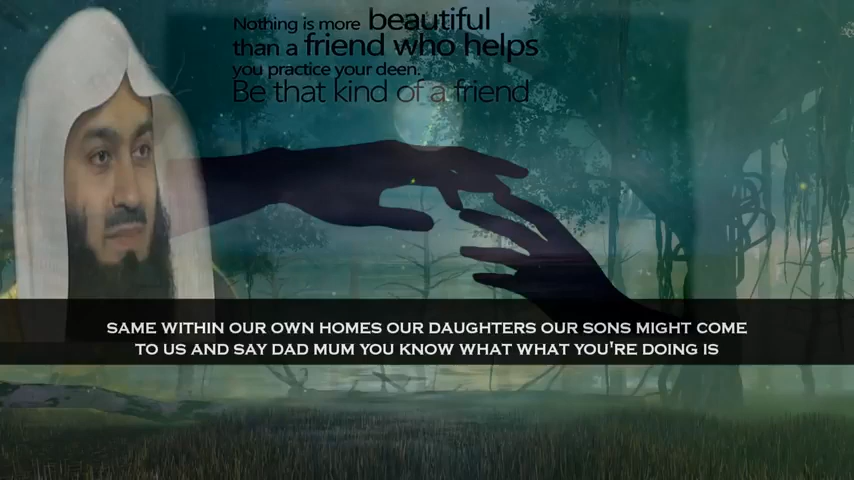 Nothing is more beautiful
than a friend who helps
you practice your deen.
Be that kind of a friend
SAME WITHIN OUR OWN HOMES OUR DAUGHTERS OUR SONS MIGHT COME
TO US AND SAY DAD MUM YOU KNOW WHAT WHAT YOU'RE DOING IS